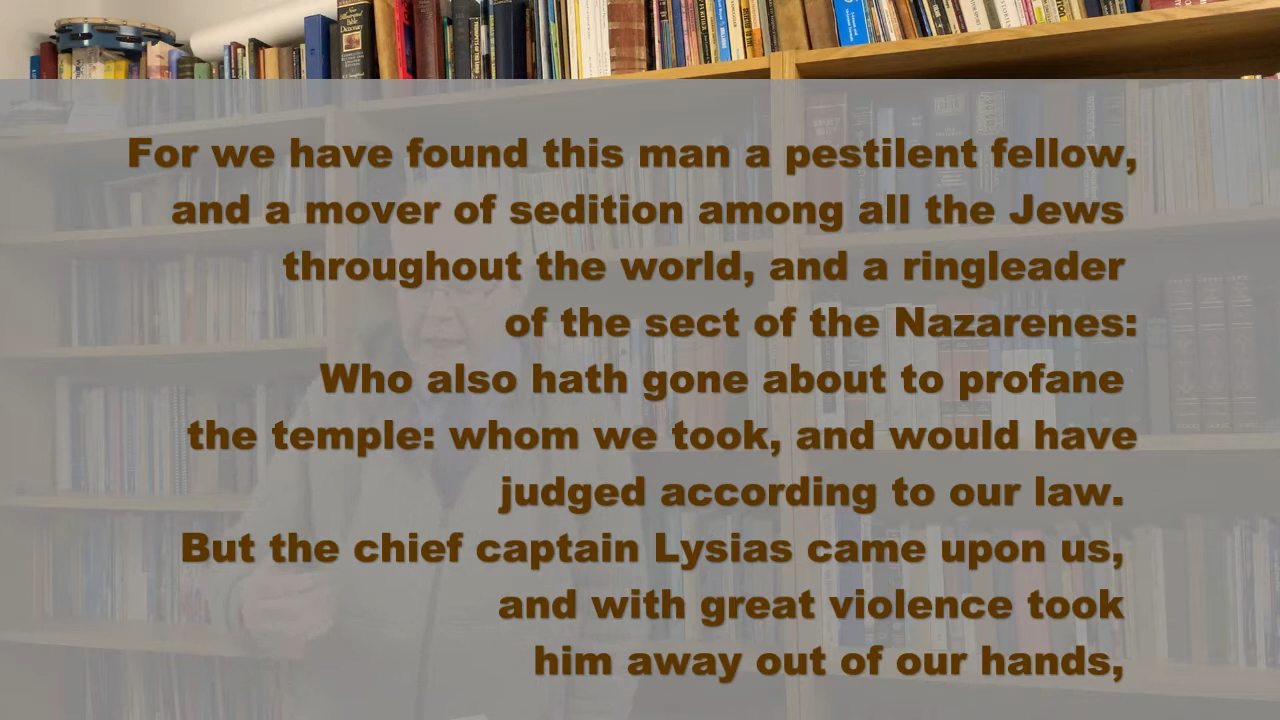 For we have found this man a pestilent fellow,
and a mover of sedition among all the Jews
throughout the world, and a ringleader
of the sect of the Nazarenes:
Who also hath gone about to profane
the temple: whom we took, and would have
judged according to our law.
But the chief captain Lysias came upon us,
and with great violence took
him away out of our hands,